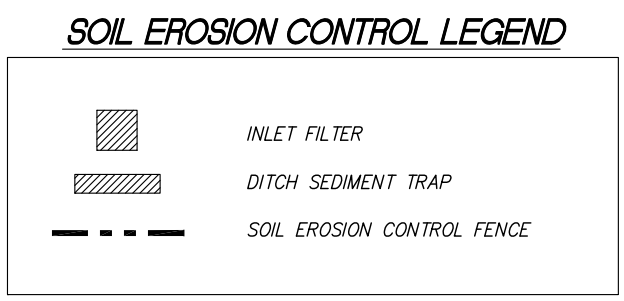 SOIL EROSION CONTROL LEGEND
INLET FILTER
DITCH SEDIMENT TRAP
SOIL EROSION CONTROL FENCE